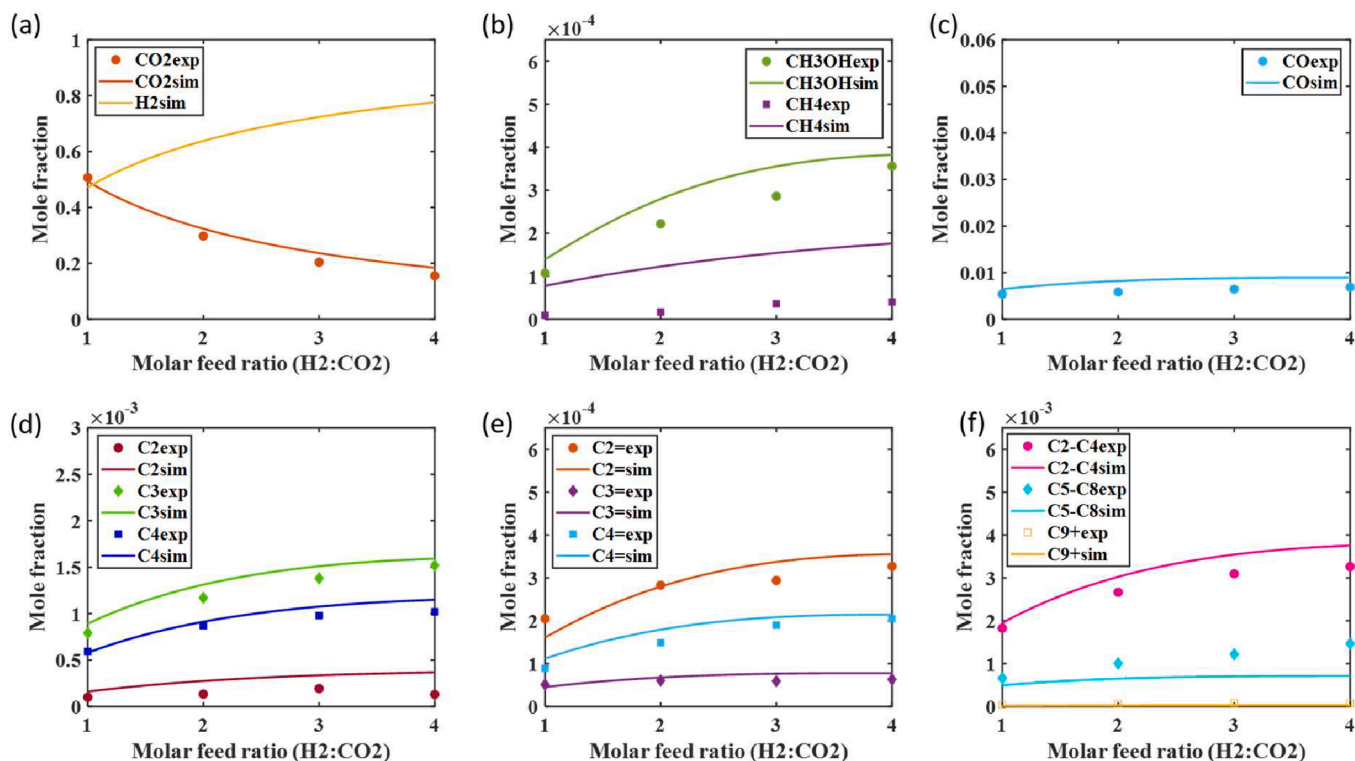 (a)
1
0.8
0.6
0.4
0.2
0
Mole fraction
CO2exp
CO2sim
H2sim
1 2 3 4
Molar feed ratio (H2:CO2)
(b)
×10-4
6
5
4
3
2
1
0
Mole fraction
CH3OHexp
CH3OHsim
CH4exp
CH4sim
1 2 3 4
Molar feed ratio (H2:CO2)
(c)
0.06
0.05
0.04
0.03
0.02
0.01
0
Mole fraction
COexp
COsim
1 2 3 4
Molar feed ratio (H2:CO2)
(d)
×10-3
3
2.5
2
1.5
1
0.5
0
Mole fraction
C2exp
C2sim
C3exp
C3sim
C4exp
C4sim
1 2 3 4
Molar feed ratio (H2:CO2)
(e)
×10-4
6
5
4
3
2
1
0
Mole fraction
C2=exp
C2=sim
C3=exp
C3=sim
C4=exp
C4=sim
1 2 3 4
Molar feed ratio (H2:CO2)
(f)
×10-3
6
5
4
3
2
1
0
Mole fraction
C2-C4exp
C2-C4sim
C5-C8exp
C5-C8sim
C9+exp
C9+sim
1 2 3 4
Molar feed ratio (H2:CO2)